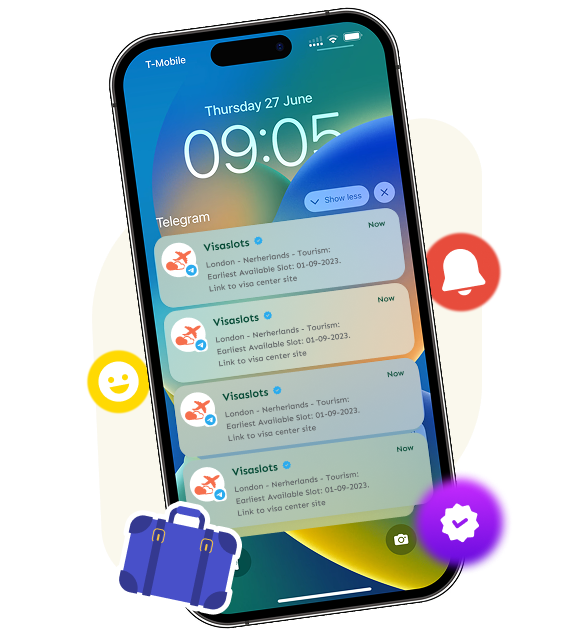 T-Mobile
Thursday 27 June
09:05
Telegram
Show less
Visaslots
Now
London - Nerherlands - Tourism:
Earliest Available Slot: 01-09-2023.
Link to visa center site
Visaslots
Now
London - Nerherlands - Tourism:
Earliest Available Slot: 01-09-2023.
Link to visa center site
Visaslots
Now
London - Nerherlands - Tourism:
Earliest Available Slot: 01-09-2023.
Link to visa center site
Visaslots
Now
London - Nerherlands - Tourism:
Earliest Available Slot: 01-09-2023.
Link to visa center site